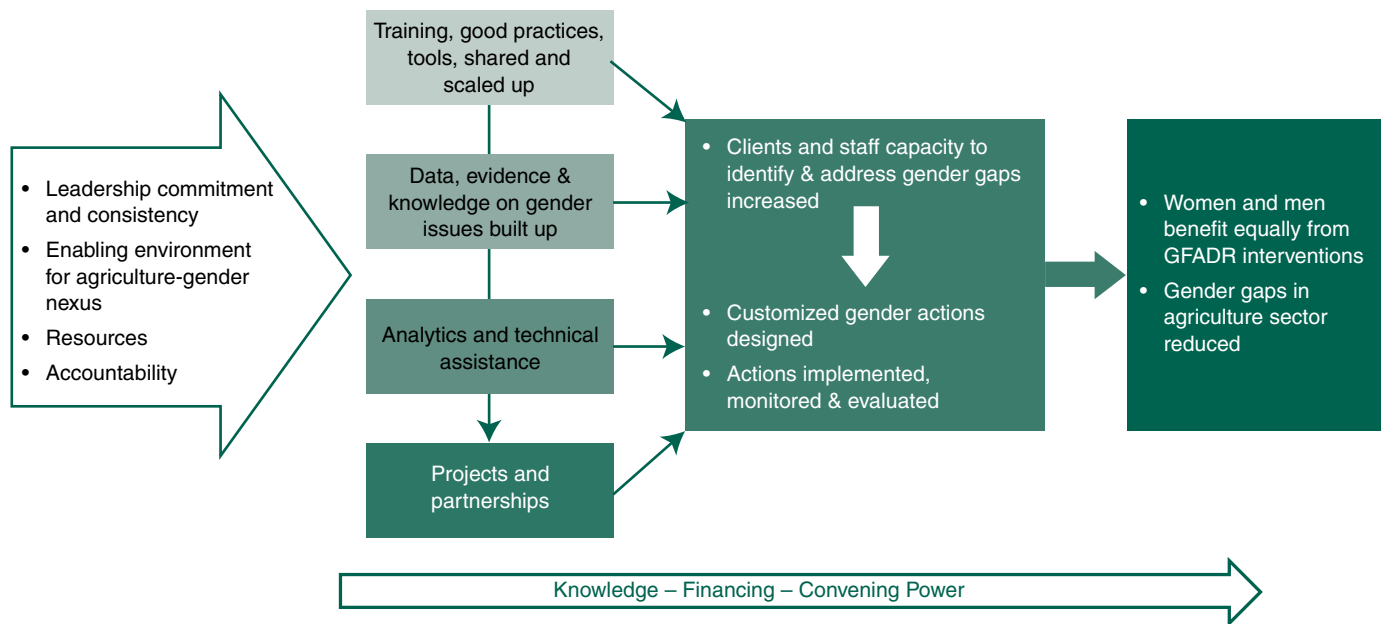 • Leadership commitment
and consistency
• Enabling environment
for agriculture-gender
nexus
• Resources
• Accountability
Training, good practices,
tools, shared and
scaled up
Data, evidence &
knowledge on gender
issues built up
Analytics and technical
assistance
Projects and
partnerships
• Clients and staff capacity to
identify & address gender gaps
increased
• Customized gender actions
designed
• Actions implemented,
monitored & evaluated
• Women and men
benefit equally from
GFADR interventions
• Gender gaps in
agriculture sector
reduced
Knowledge – Financing – Convening Power